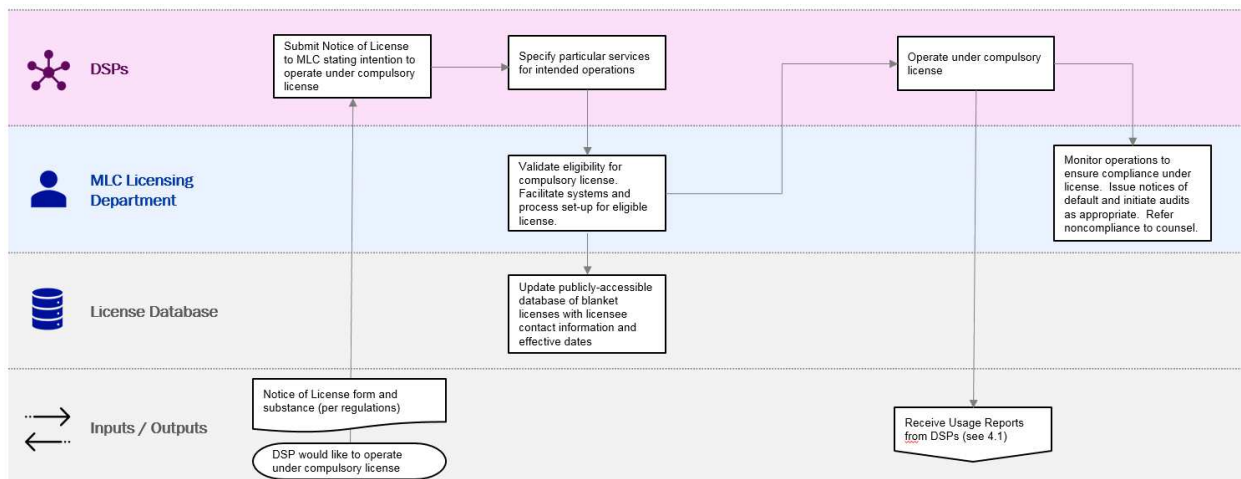 DSPs
Submit Notice of License
to MLC stating intention to
operate under compulsory
license
Specify particular services
for intended operations
Operate under compulsory
license
MLC Licensing
Department
Validate eligibility for
compulsory license.
Facilitate systems and
process set-up for eligible
license.
Monitor operations to
ensure compliance under
license. Issue notices of
default and initiate audits
as appropriate. Refer
noncompliance to counsel.
License Database
Update publicly-accessible
database of blanket
licenses with licensee
contact information and
effective dates
Inputs / Outputs
Notice of License form and
substance (per regulations)
DSP would like to operate
under compulsory license
Receive Usage Reports
from DSPs (see 4.1)